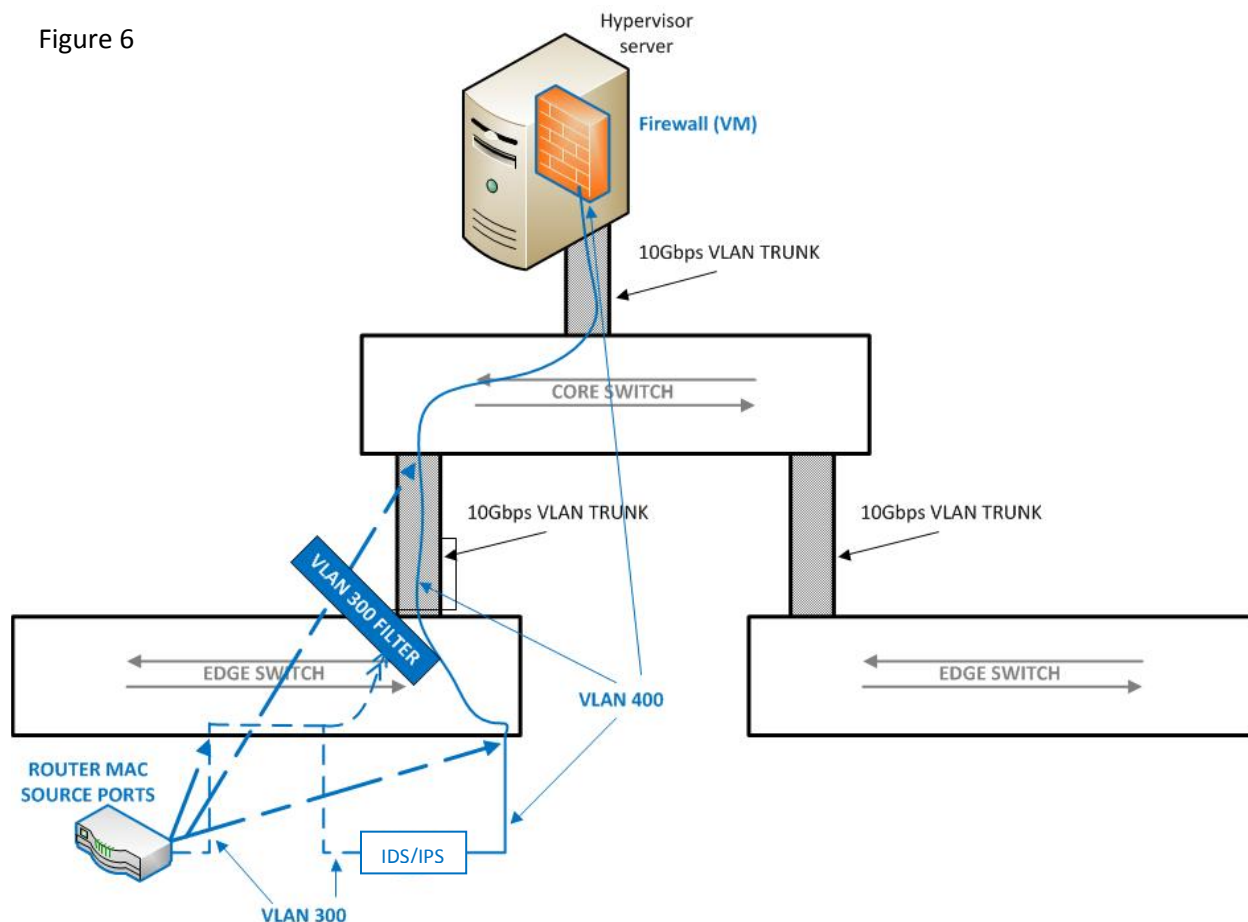 Figure 6
Hypervisor
server
Firewall (VM)
10Gbps VLAN TRUNK
CORE SWITCH
10Gbps VLAN TRUNK
10Gbps VLAN TRUNK
VLAN 300 FILTER
EDGE SWITCH
EDGE SWITCH
VLAN 400
ROUTER MAC
SOURCE PORTS
IDS/IPS
VLAN 300